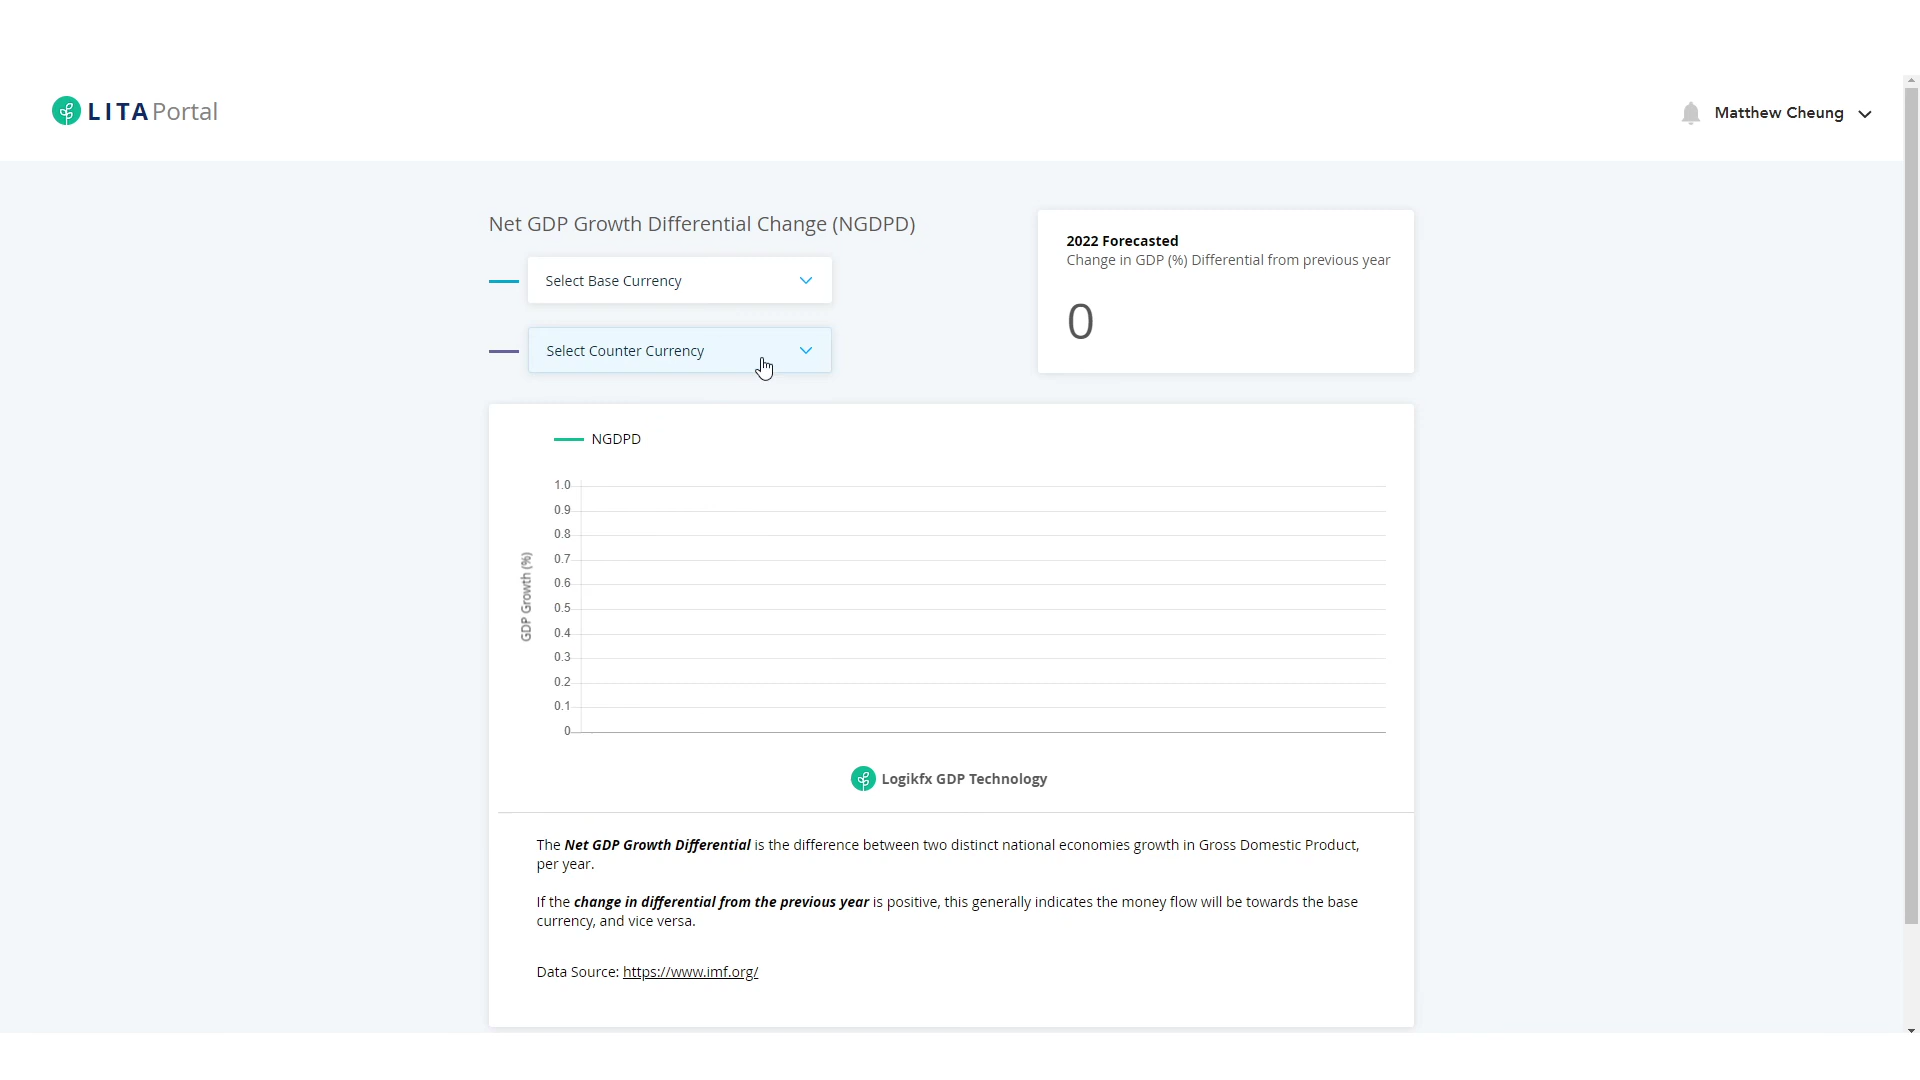 LITA Portal
Matthew Cheung
Net GDP Growth Differential Change (NGDPD)
Select Base Currency
Select Counter Currency
2022 Forecasted
Change in GDP (%) Differential from previous year
0
NGDPD
1.0
0.9
0.8
0.7
0.6
0.5
0.4
0.3
0.2
0.1
0
GDP Growth (%)
Logikfx GDP Technology
The Net GDP Growth Differential is the difference between two distinct national economies growth in Gross Domestic Product,
per year.
If the change in differential from the previous year is positive, this generally indicates the money flow will be towards the base
currency, and vice versa.
Data Source: https://www.imf.org/